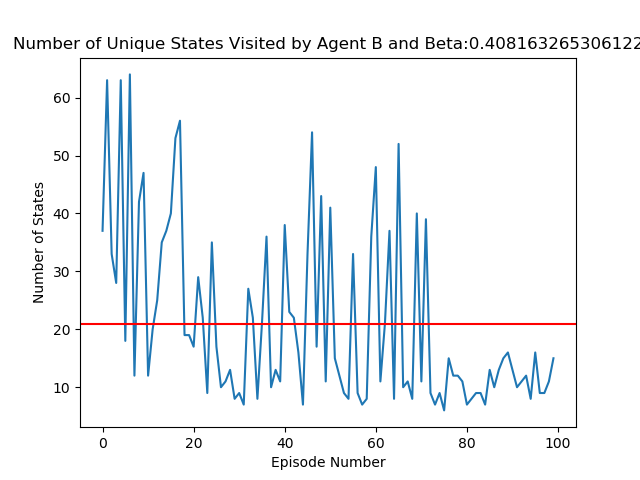 Number of Unique States Visited by Agent B and Beta:0.408163265306122
Number of States
60
50
40
30
20
10
0 20 40 60 80 100
Episode Number